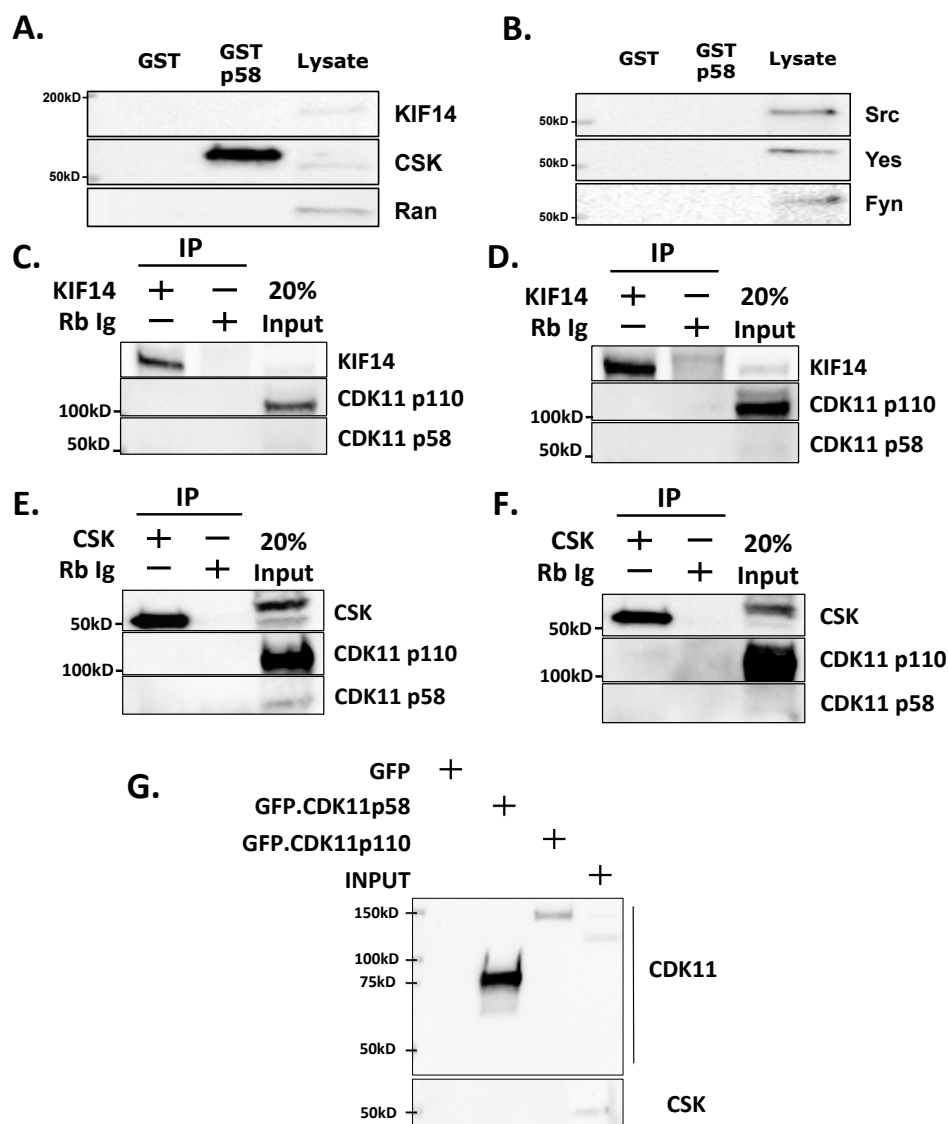 A.
GST GST p58 Lysate
200kD KIF14
CSK
50kD
Ran
B.
GST GST p58 Lysate
50kD Src
50kD Yes
50kD Fyn
C.
IP
KIF14 + − 20%
Rb Ig − + Input
KIF14
100kD CDK11 p110
50kD CDK11 p58
D.
IP
KIF14 + − 20%
Rb Ig − + Input
KIF14
100kD CDK11 p110
50kD CDK11 p58
E.
IP
CSK + − 20%
Rb Ig − + Input
50kD CSK
100kD CDK11 p110
CDK11 p58
F.
IP
CSK + − 20%
Rb Ig − + Input
50kD CSK
100kD CDK11 p110
CDK11 p58
G.
GFP +
GFP.CDK11p58 +
GFP.CDK11p110 +
INPUT +
150kD
100kD CDK11
75kD
50kD
50kD CSK